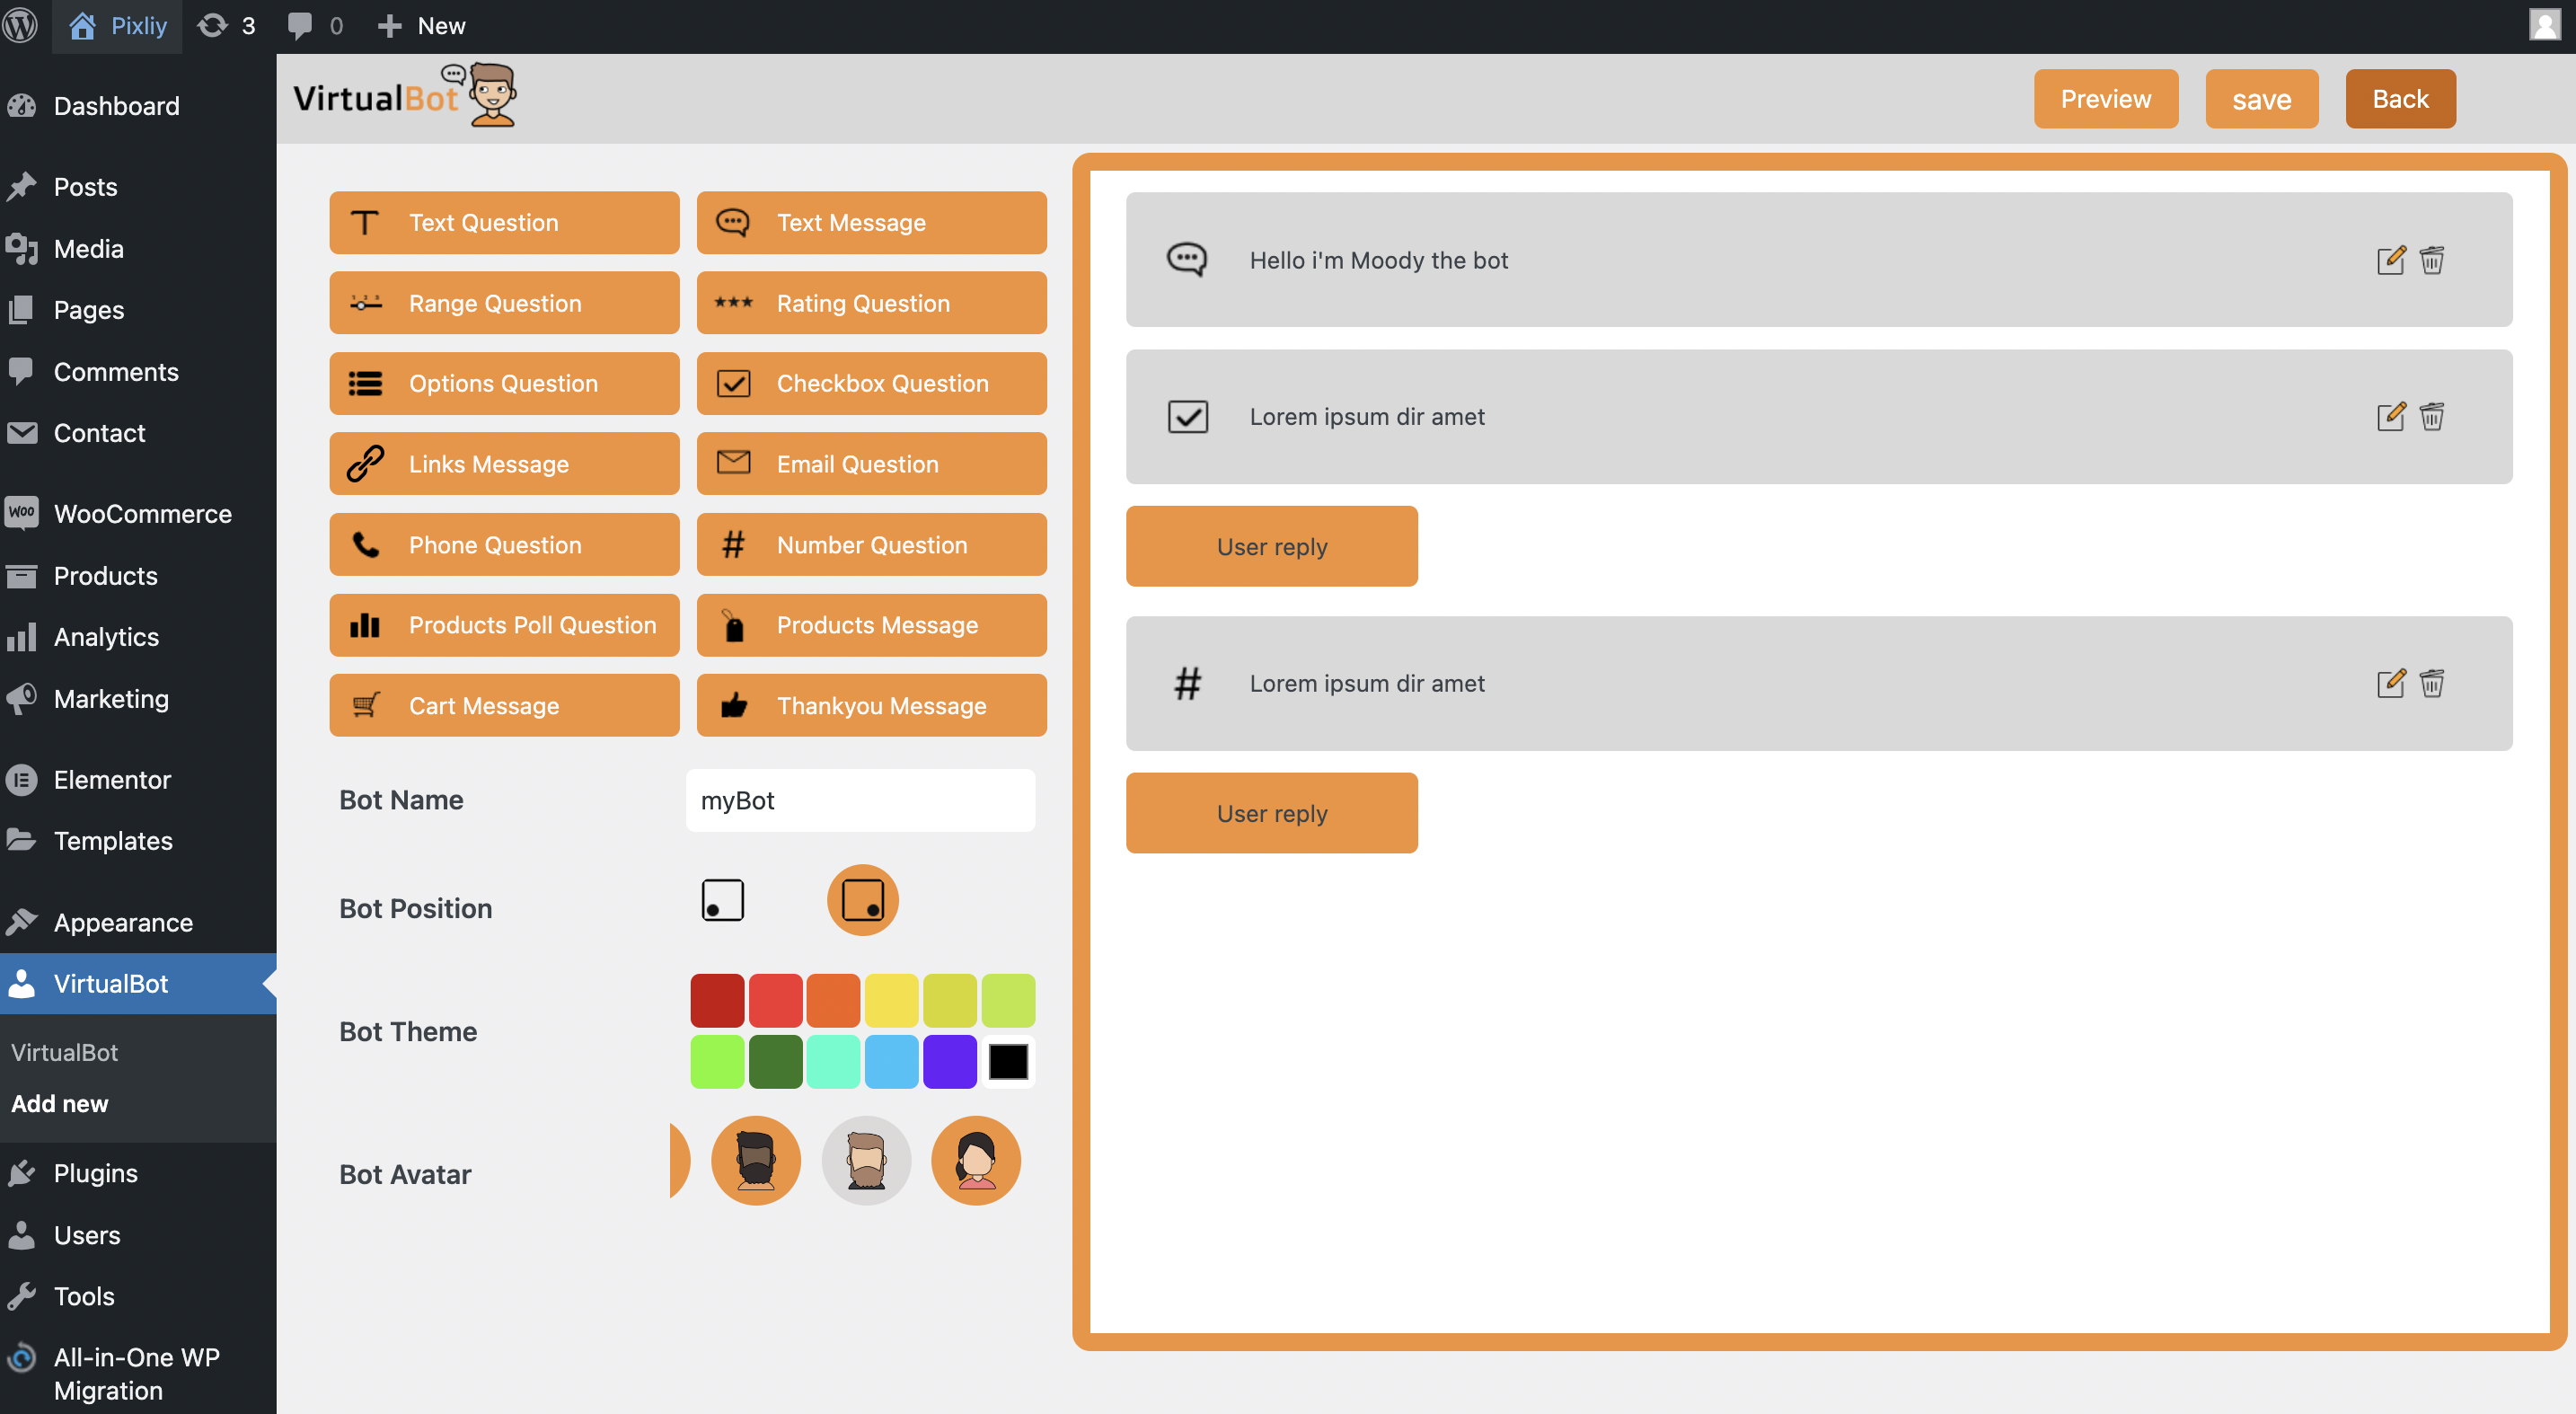 Pixliy 3 0 New
Dashboard
Posts
Media
Pages
Comments
Contact
WooCommerce
Products
Analytics
Marketing
Elementor
Templates
Appearance
VirtualBot
VirtualBot
Add new
Plugins
Users
Tools
All-in-One WP
Migration
VirtualBot
Preview save Back
Text Question Text Message
Range Question Rating Question
Options Question Checkbox Question
Links Message Email Question
Phone Question # Number Question
Products Poll Question Products Message
Cart Message Thankyou Message
Bot Name myBot
Bot Position
Bot Theme
Bot Avatar
Hello i'm Moody the bot
Lorem ipsum dir amet
User reply
# Lorem ipsum dir amet
User reply